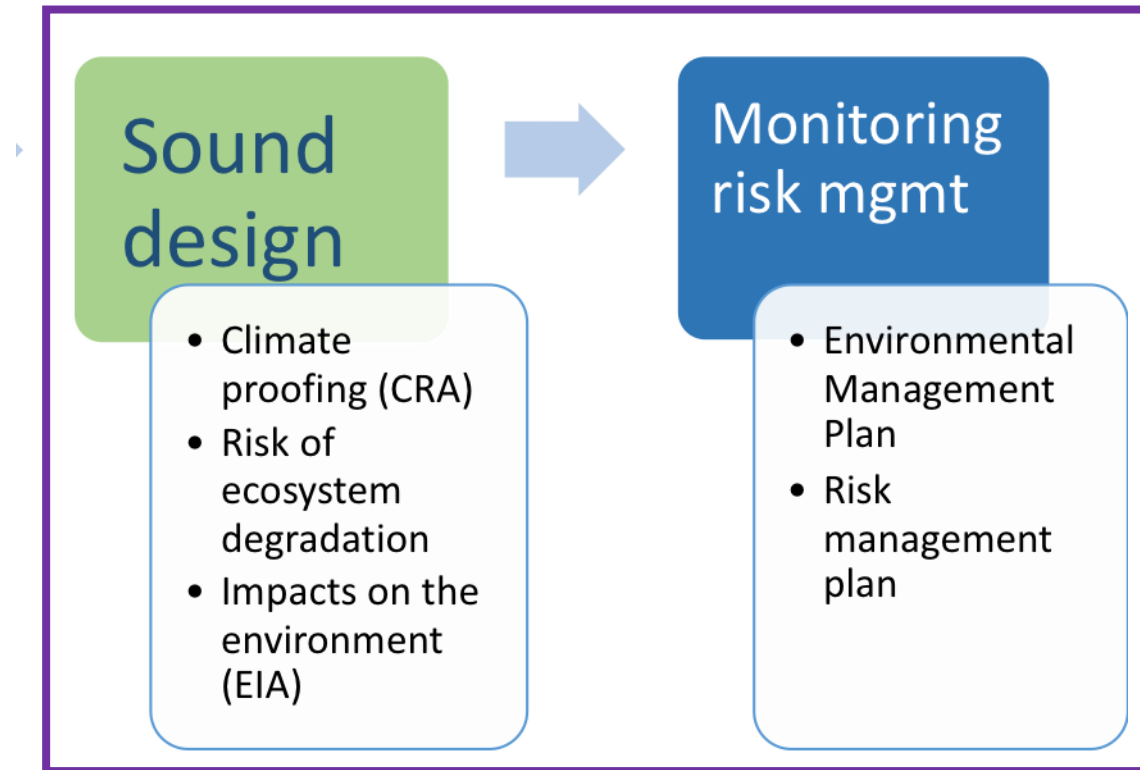 Sound
design
• Climate
proofing (CRA)
• Risk of
ecosystem
degradation
• Impacts on the
environment
(EIA)
Monitoring
risk mgmt
• Environmental
Management
Plan
• Risk
management
plan